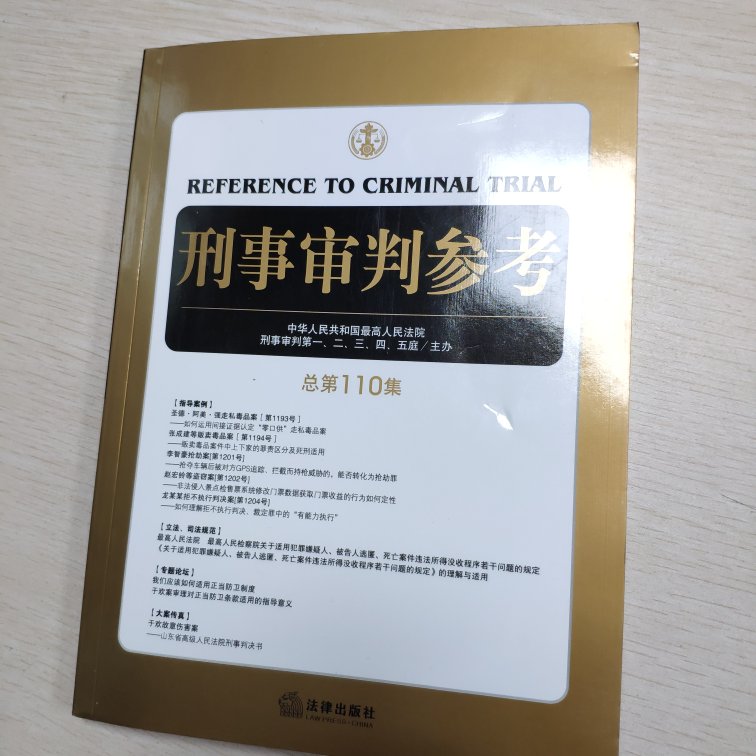 REFERENCE TO CRIMINAL TRIAL
刑事审判参考
中华人民共和国最高人民法院
刑事审判第一、二、三、四、五庭／主办
总第110集
【指导案例】
圣德·阿美·强走私毒品案［第1193号］
——如何运用间接证据认定“零口供”走私毒品案
张成建等贩卖毒品案［第1194号］
——贩卖毒品案件中上下家的罪责区分及死刑适用
李智豪抢劫案[第1201号]
——抢夺车辆后被对方GPS追踪、拦截而持枪威胁的，能否转化为抢劫罪
赵宏铃等盗窃案[第1202号]
——非法侵入景点检售票系统修改门票数据获取门票收益的行为如何定性
龙某某拒不执行判决案[第1204号]
——如何理解拒不执行判决、裁定罪中的“有能力执行”
【立法、司法规范】
最高人民法院　最高人民检察院关于适用犯罪嫌疑人、被告人逃匿、死亡案件违法所得没收程序若干问题的规定
《关于适用犯罪嫌疑人、被告人逃匿、死亡案件违法所得没收程序若干问题的规定》的理解与适用
【专题论坛】
我们应该如何适用正当防卫制度
于欢案审理对正当防卫条款适用的指导意义
【大案传真】
于欢故意伤害案
——山东省高级人民法院刑事判决书
法律出版社
LAW PRESS·CHINA